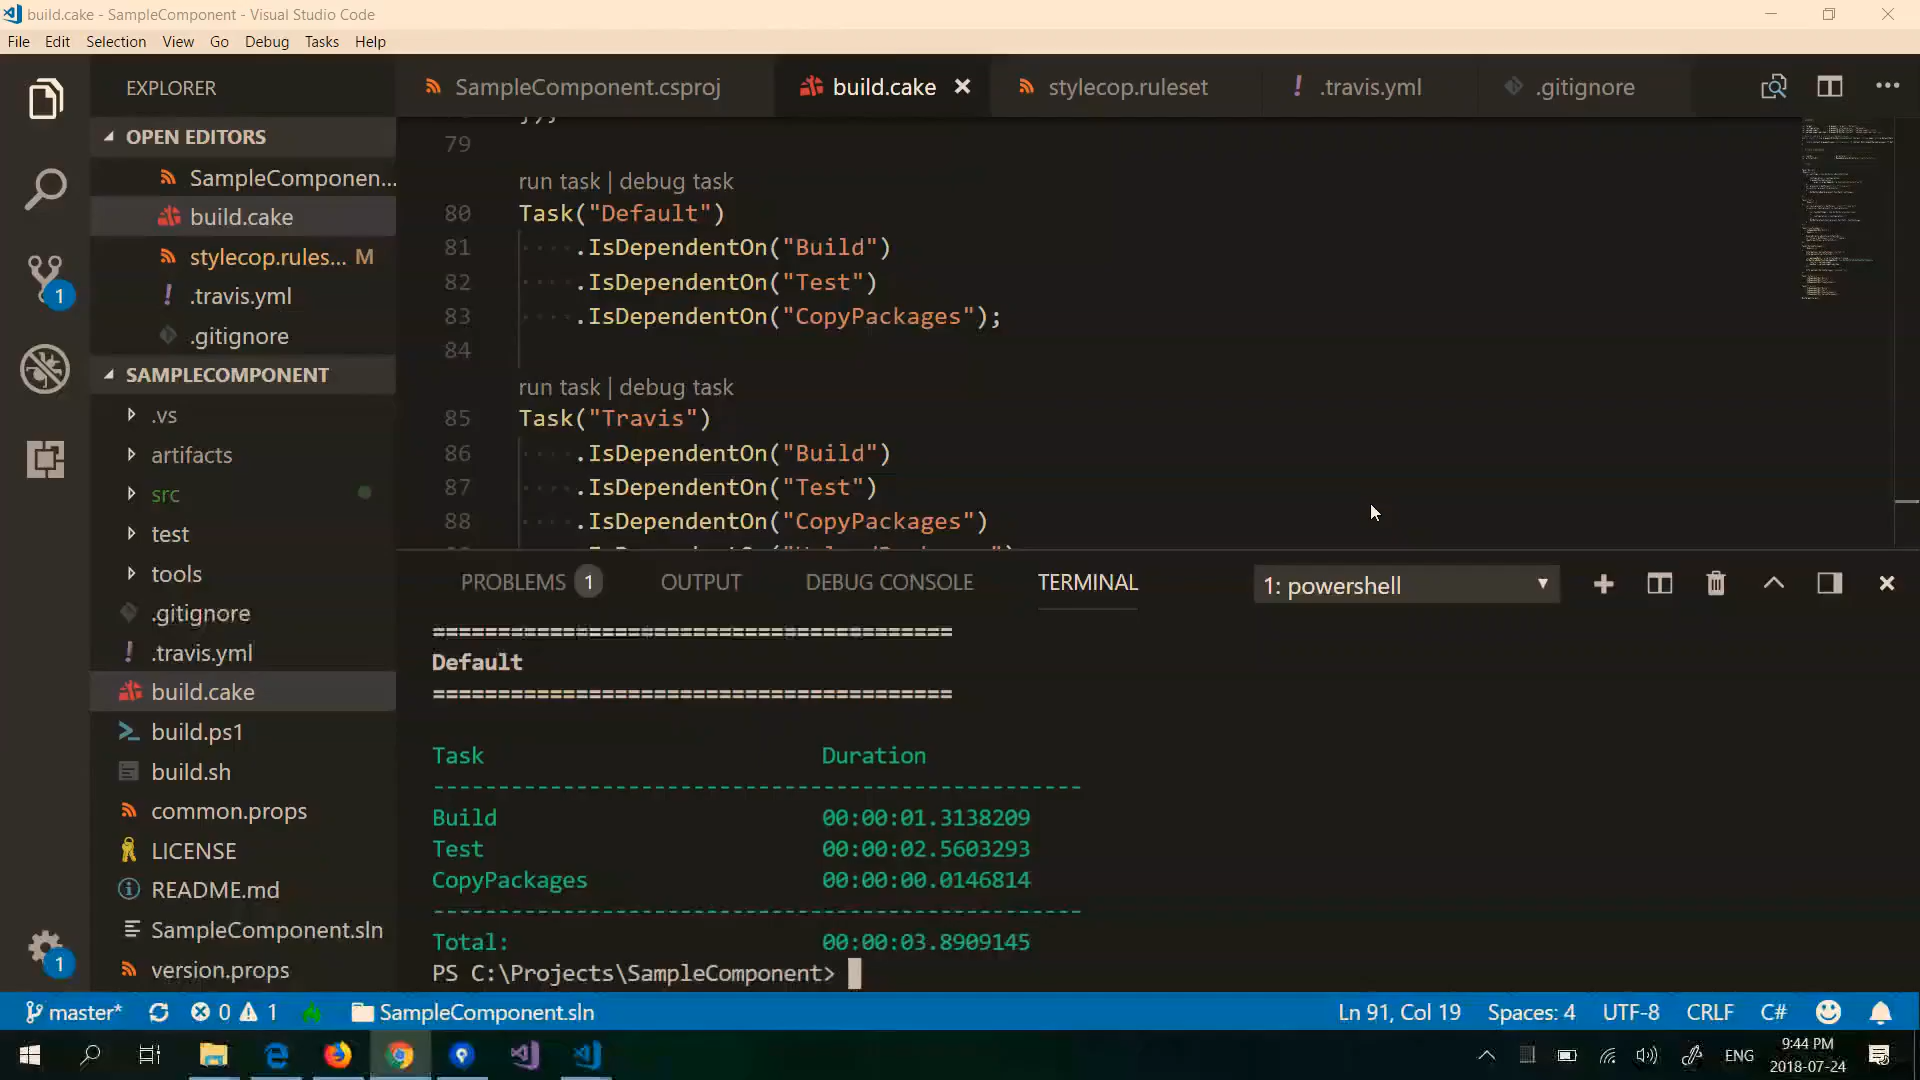 build.cake - SampleComponent - Visual Studio Code
File Edit Selection View Go Debug Tasks Help
EXPLORER
SampleComponent.csproj
build.cake
stylecop.ruleset
! .travis.yml
.gitignore
OPEN EDITORS
SampleComponen...
build.cake
stylecop.rules... M
! .travis.yml
.gitignore
SAMPLECOMPONENT
.vs
artifacts
src
test
tools
.gitignore
! .travis.yml
build.cake
build.ps1
build.sh
common.props
LICENSE
README.md
SampleComponent.sln
version.props
1
1
79
run task | debug task
80 Task("Default")
81 .IsDependentOn("Build")
82 .IsDependentOn("Test")
83 .IsDependentOn("CopyPackages");
84
run task | debug task
85 Task("Travis")
86 .IsDependentOn("Build")
87 .IsDependentOn("Test")
88 .IsDependentOn("CopyPackages")
PROBLEMS 1 OUTPUT DEBUG CONSOLE TERMINAL 1: powershell
========================================
Default
========================================
Task Duration
--------------------------------------------------
Build 00:00:01.3138209
Test 00:00:02.5603293
CopyPackages 00:00:00.0146814
--------------------------------------------------
Total: 00:00:03.8909145
PS C:\Projects\SampleComponent>
master* 0 1 SampleComponent.sln Ln 91, Col 19 Spaces: 4 UTF-8 CRLF C#
ENG 9:44 PM
2018-07-24